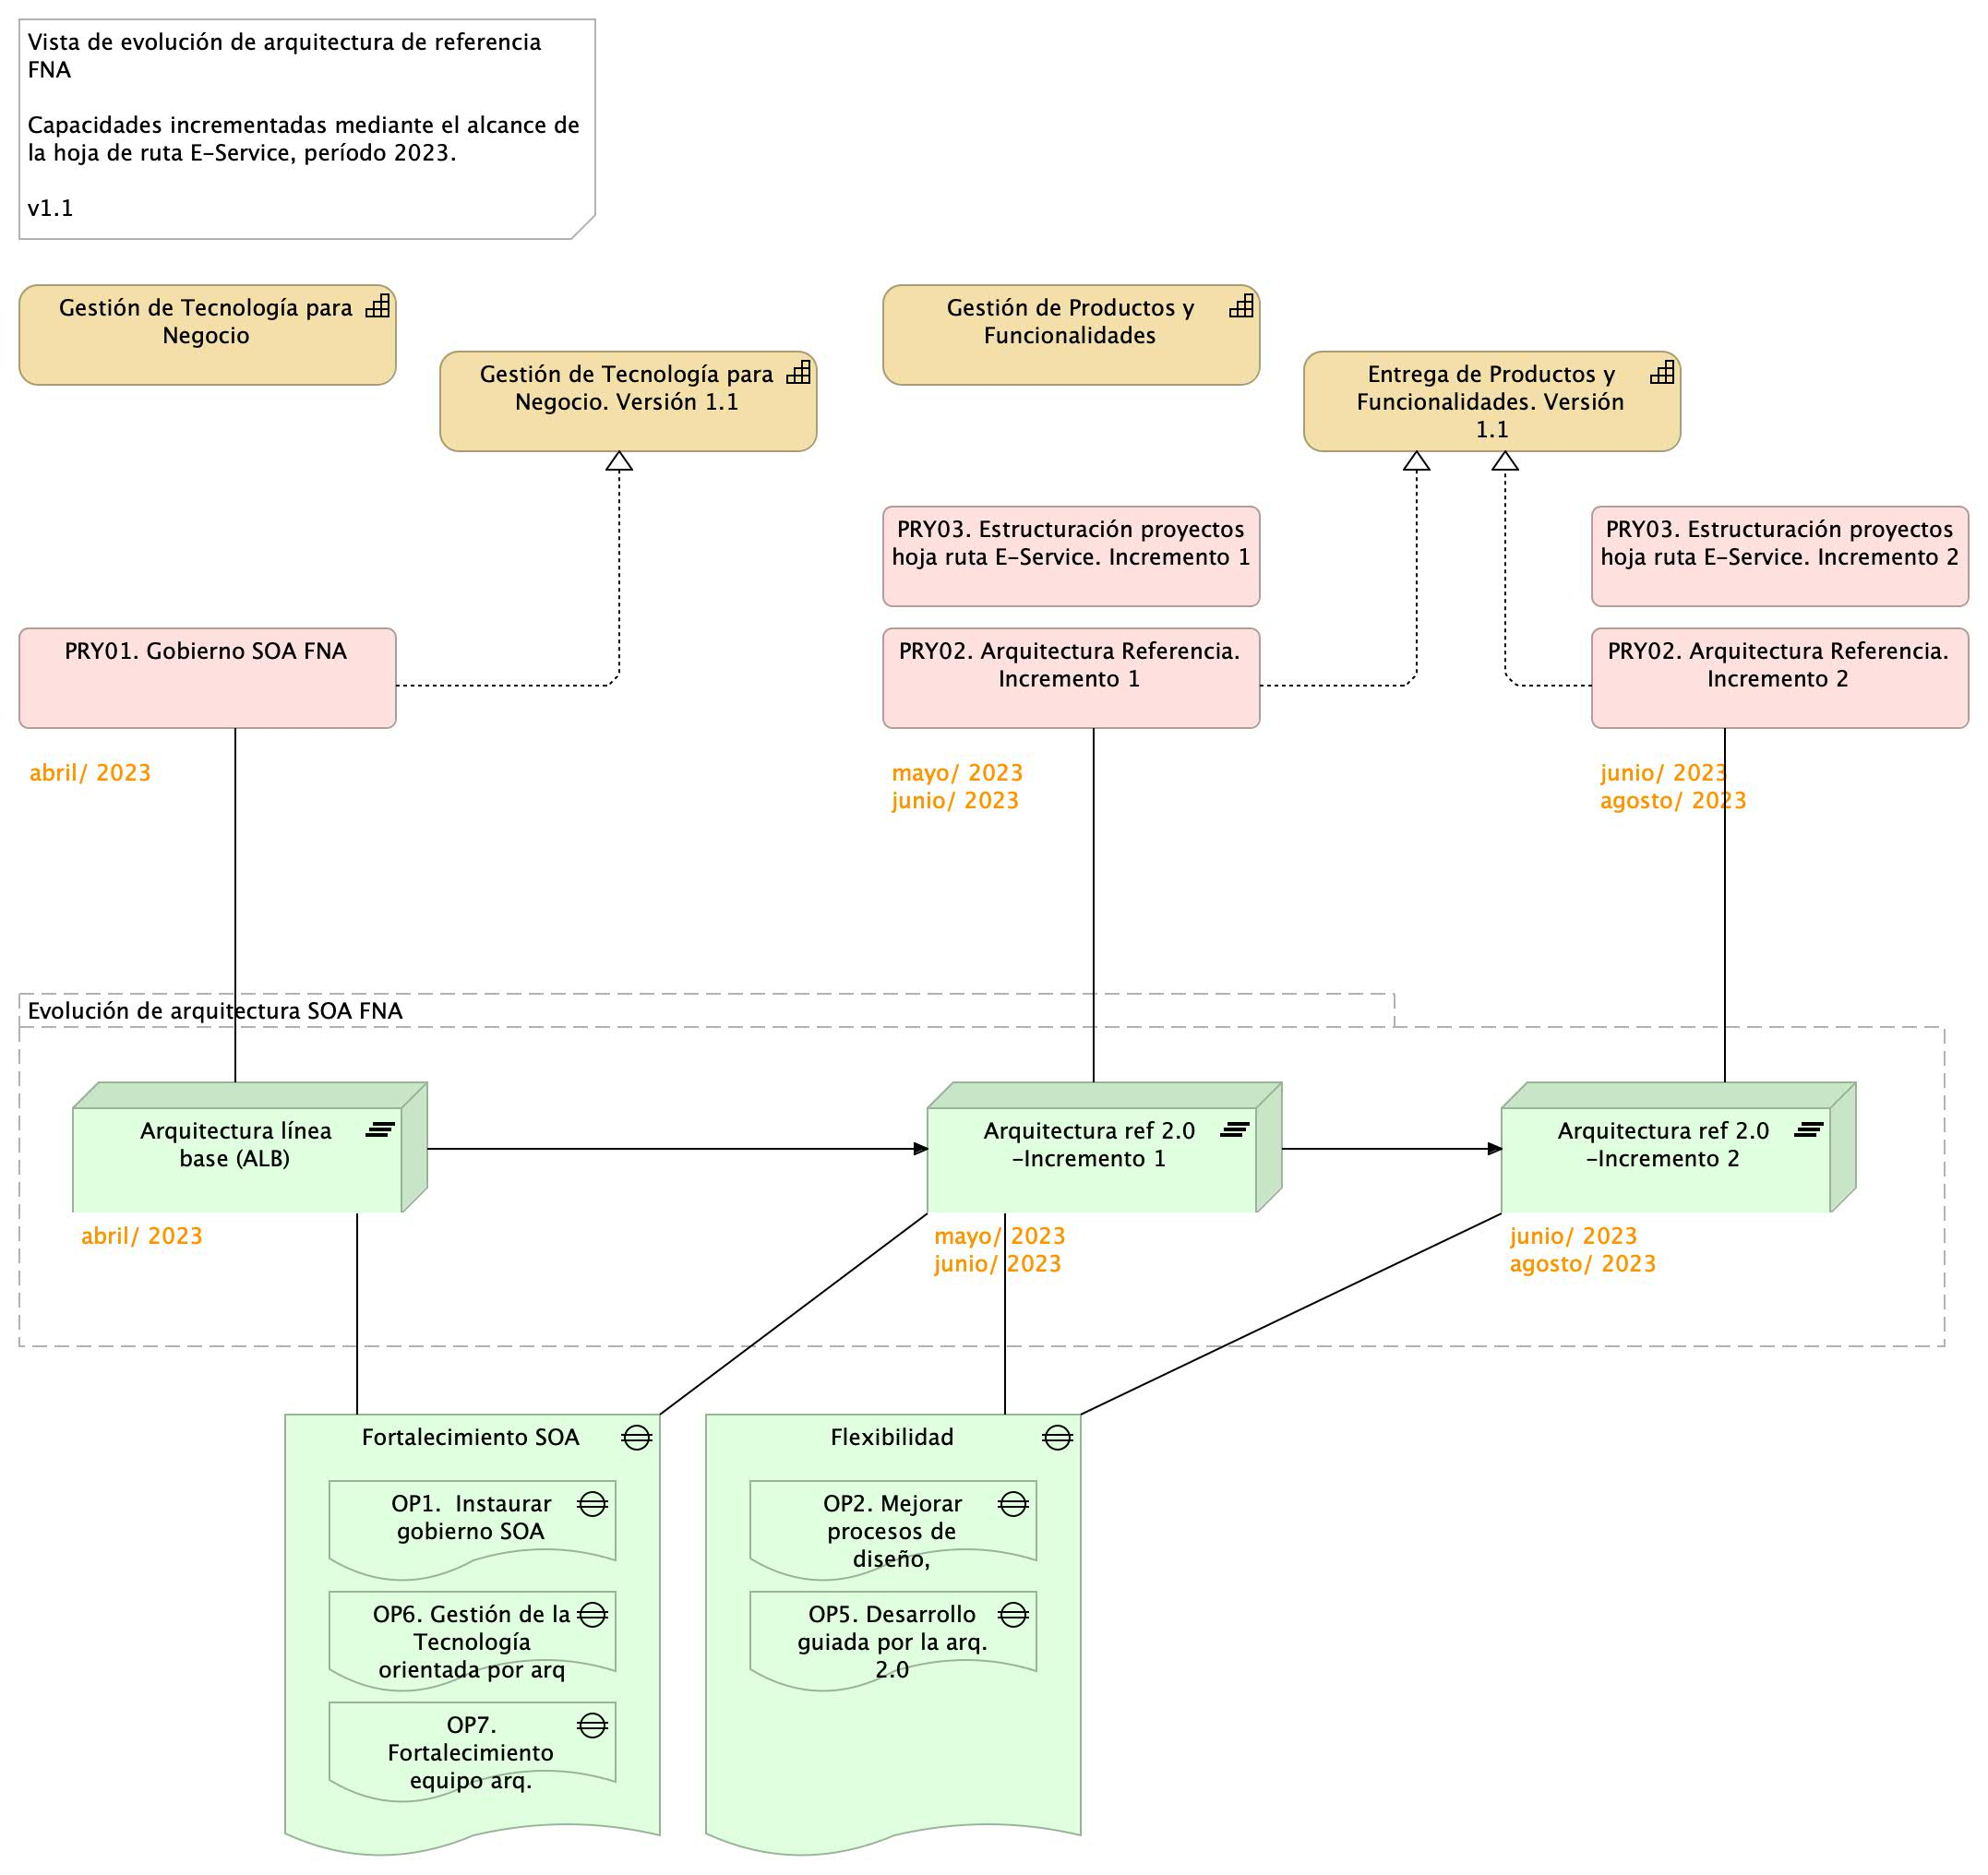 Vista de evolución de arquitectura de referencia
FNA
Capacidades incrementadas mediante el alcance de
la hoja de ruta E-Service, período 2023.
v1.1
Gestión de Tecnología para
Negocio
Gestión de Tecnología para
Negocio. Versión 1.1
Gestión de Productos y
Funcionalidades
Entrega de Productos y
Funcionalidades. Versión
1.1
PRY03. Estructuración proyectos
hoja ruta E-Service. Incremento 1
PRY03. Estructuración proyectos
hoja ruta E-Service. Incremento 2
PRY01. Gobierno SOA FNA
PRY02. Arquitectura Referencia.
Incremento 1
PRY02. Arquitectura Referencia.
Incremento 2
abril/ 2023
mayo/ 2023
junio/ 2023
junio/ 2023
agosto/ 2023
Evolución de arquitectura SOA FNA
Arquitectura línea
base (ALB)
Arquitectura ref 2.0
-Incremento 1
Arquitectura ref 2.0
-Incremento 2
abril/ 2023
mayo/ 2023
junio/ 2023
junio/ 2023
agosto/ 2023
Fortalecimiento SOA
OP1.  Instaurar
gobierno SOA
OP6. Gestión de la
Tecnología
orientada por arq
OP7.
Fortalecimiento
equipo arq.
Flexibilidad
OP2. Mejorar
procesos de
diseño,
OP5. Desarrollo
guiada por la arq.
2.0